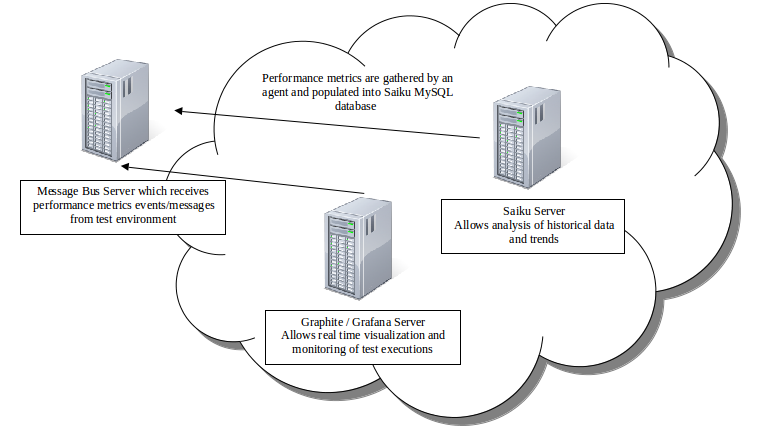 Performance metrics are gathered by an
agent and populated into Saiku MySQL
database
Message Bus Server which receives
performance metrics events/messages
from test environment
Saiku Server
Allows analysis of historical data
and trends
Graphite / Grafana Server
Allows real time visualization and
monitoring of test executions